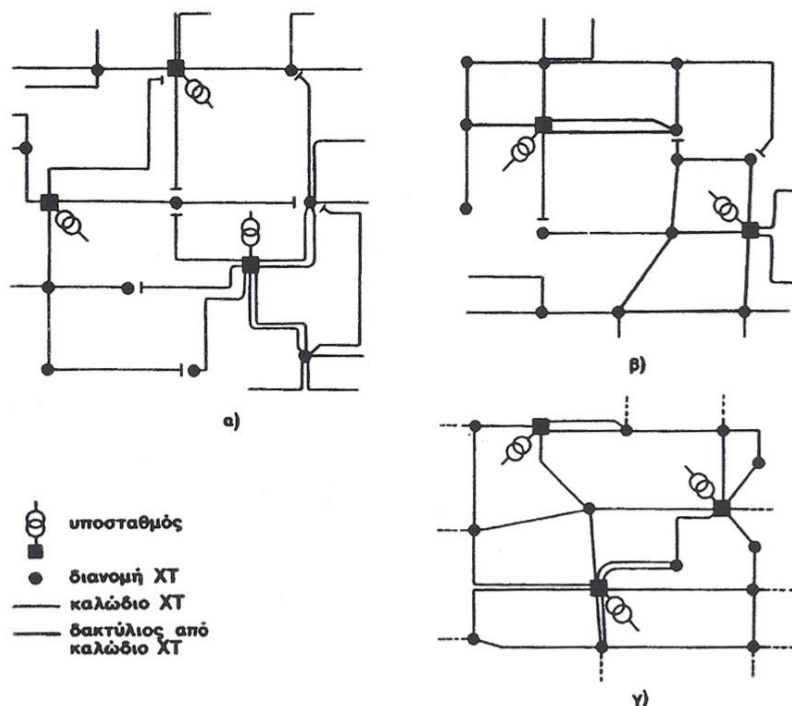 α)
β)
γ)
υποσταθμός
διανομή ΧΤ
καλώδιο ΧΤ
δακτύλιος από
καλώδιο ΧΤ